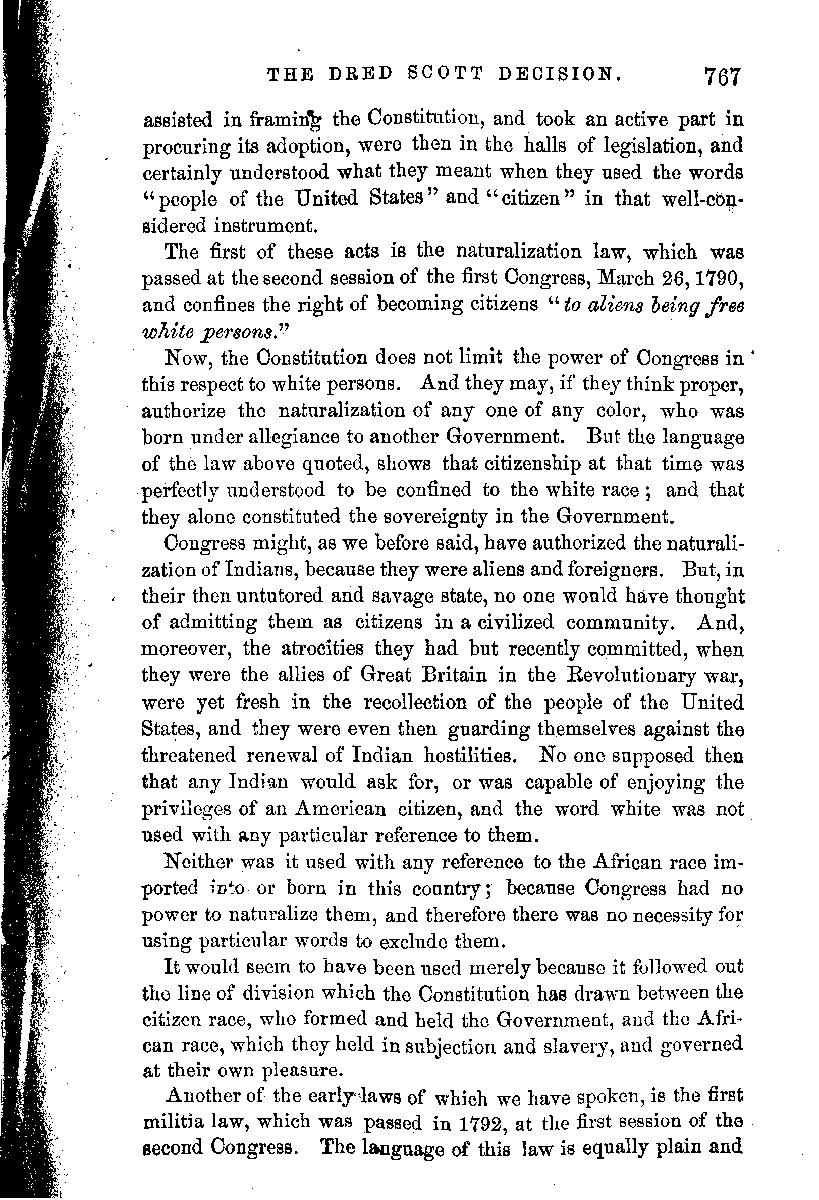 THE DRED SCOTT DECISION. 767
assisted in framing the Constitution, and took an active part in
procuring its adoption, were then in the halls of legislation, and
certainly understood what they meant when they used the words
“people of the United States” and “citizen” in that well-con-
sidered instrument.
The first of these acts is the naturalization law, which was
passed at the second session of the first Congress, March 26, 1790,
and confines the right of becoming citizens “to aliens being free
white persons.”
Now, the Constitution does not limit the power of Congress in
this respect to white persons. And they may, if they think proper,
authorize the naturalization of any one of any color, who was
born under allegiance to another Government. But the language
of the law above quoted, shows that citizenship at that time was
perfectly understood to be confined to the white race; and that
they alone constituted the sovereignty in the Government.
Congress might, as we before said, have authorized the naturali-
zation of Indians, because they were aliens and foreigners. But, in
their then untutored and savage state, no one would have thought
of admitting them as citizens in a civilized community. And,
moreover, the atrocities they had but recently committed, when
they were the allies of Great Britain in the Revolutionary war,
were yet fresh in the recollection of the people of the United
States, and they were even then guarding themselves against the
threatened renewal of Indian hostilities. No one supposed then
that any Indian would ask for, or was capable of enjoying the
privileges of an American citizen, and the word white was not
used with any particular reference to them.
Neither was it used with any reference to the African race im-
ported into or born in this country; because Congress had no
power to naturalize them, and therefore there was no necessity for
using particular words to exclude them.
It would seem to have been used merely because it followed out
the line of division which the Constitution has drawn between the
citizen race, who formed and held the Government, and the Afri-
can race, which they held in subjection and slavery, and governed
at their own pleasure.
Another of the early laws of which we have spoken, is the first
militia law, which was passed in 1792, at the first session of the
second Congress. The language of this law is equally plain and